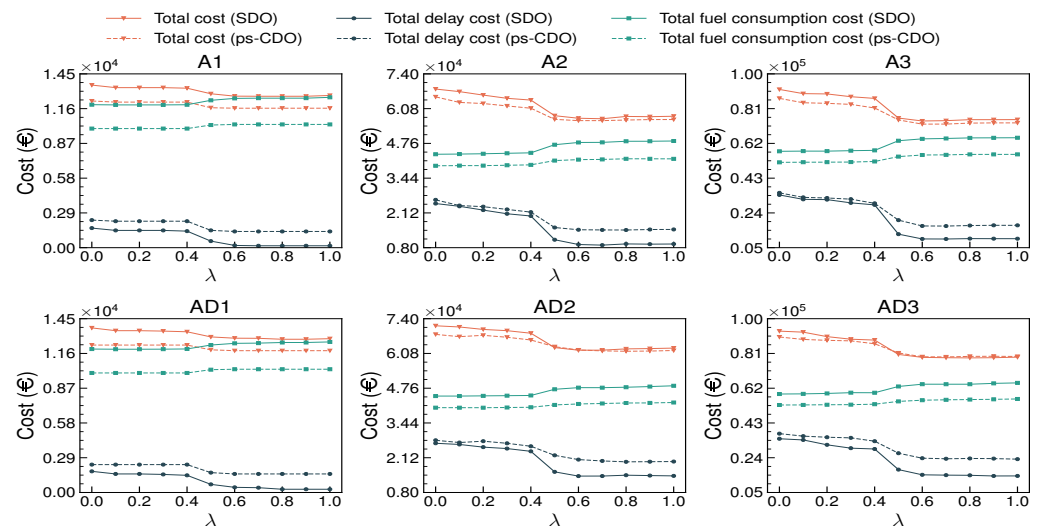 Total cost (SDO) Total delay cost (SDO) Total fuel consumption cost (SDO)
Total cost (ps-CDO) Total delay cost (ps-CDO) Total fuel consumption cost (ps-CDO)
×10⁴ A1
1.45
1.16
0.87
0.58
0.29
0.00
Cost (€)
0.0 0.2 0.4 0.6 0.8 1.0
λ
×10⁴ A2
7.40
6.08
4.76
3.44
2.12
0.80
Cost (€)
0.0 0.2 0.4 0.6 0.8 1.0
λ
×10⁵ A3
1.00
0.81
0.62
0.43
0.24
0.05
Cost (€)
0.0 0.2 0.4 0.6 0.8 1.0
λ
×10⁴ AD1
1.45
1.16
0.87
0.58
0.29
0.00
Cost (€)
0.0 0.2 0.4 0.6 0.8 1.0
λ
×10⁴ AD2
7.40
6.08
4.76
3.44
2.12
0.80
Cost (€)
0.0 0.2 0.4 0.6 0.8 1.0
λ
×10⁵ AD3
1.00
0.81
0.62
0.43
0.24
0.05
Cost (€)
0.0 0.2 0.4 0.6 0.8 1.0
λ